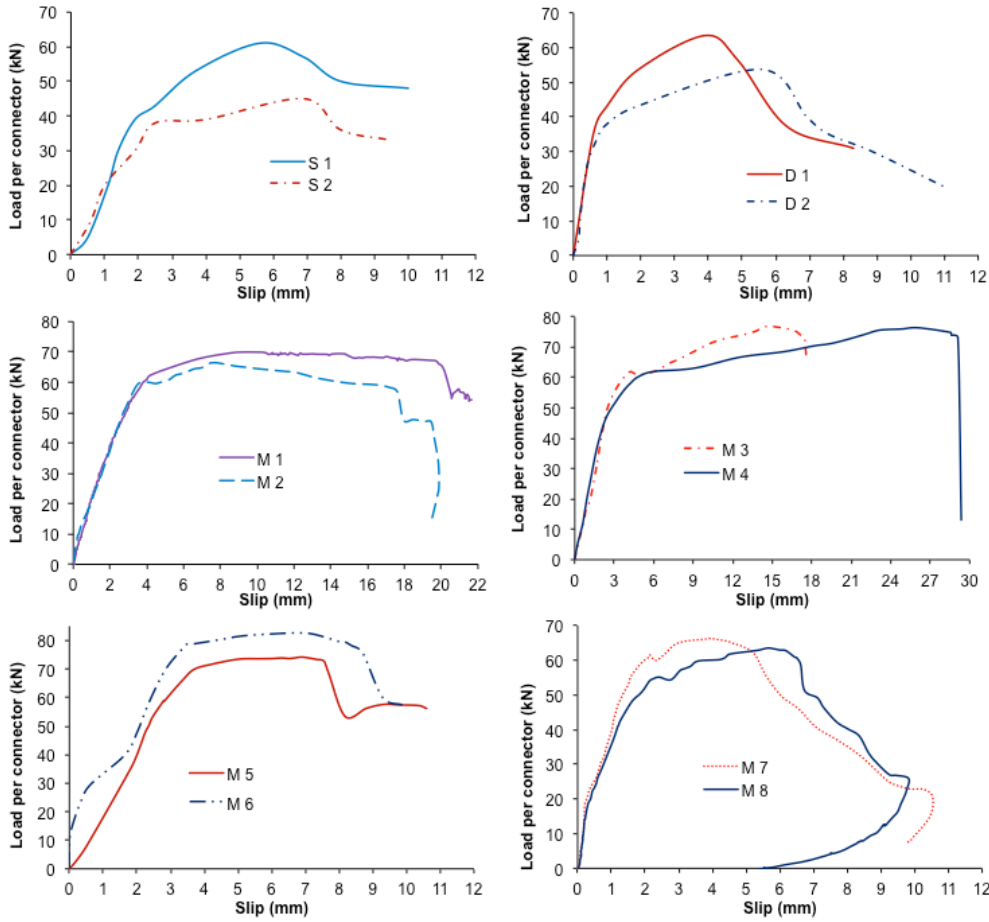 Load per connector (kN)
70
60
50
40
30
20
10
0
S 1
S 2
0 1 2 3 4 5 6 7 8 9 10 11 12
Slip (mm)
Load per connector (kN)
70
60
50
40
30
20
10
0
D 1
D 2
0 1 2 3 4 5 6 7 8 9 10 11 12
Slip (mm)
Load per connector (kN)
80
70
60
50
40
30
20
10
0
M 1
M 2
0 2 4 6 8 10 12 14 16 18 20 22
Slip (mm)
Load per connector (kN)
80
70
60
50
40
30
20
10
0
M 3
M 4
0 3 6 9 12 15 18 21 24 27 30
Slip (mm)
Load per connector (kN)
80
70
60
50
40
30
20
10
0
M 5
M 6
0 1 2 3 4 5 6 7 8 9 10 11 12
Slip (mm)
Load per connector (kN)
70
60
50
40
30
20
10
0
M 7
M 8
0 1 2 3 4 5 6 7 8 9 10 11 12
Slip (mm)